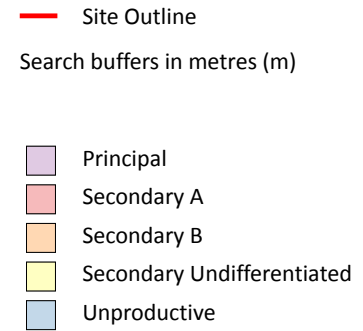 Site Outline
Search buffers in metres (m)
Principal
Secondary A
Secondary B
Secondary Undifferentiated
Unproductive